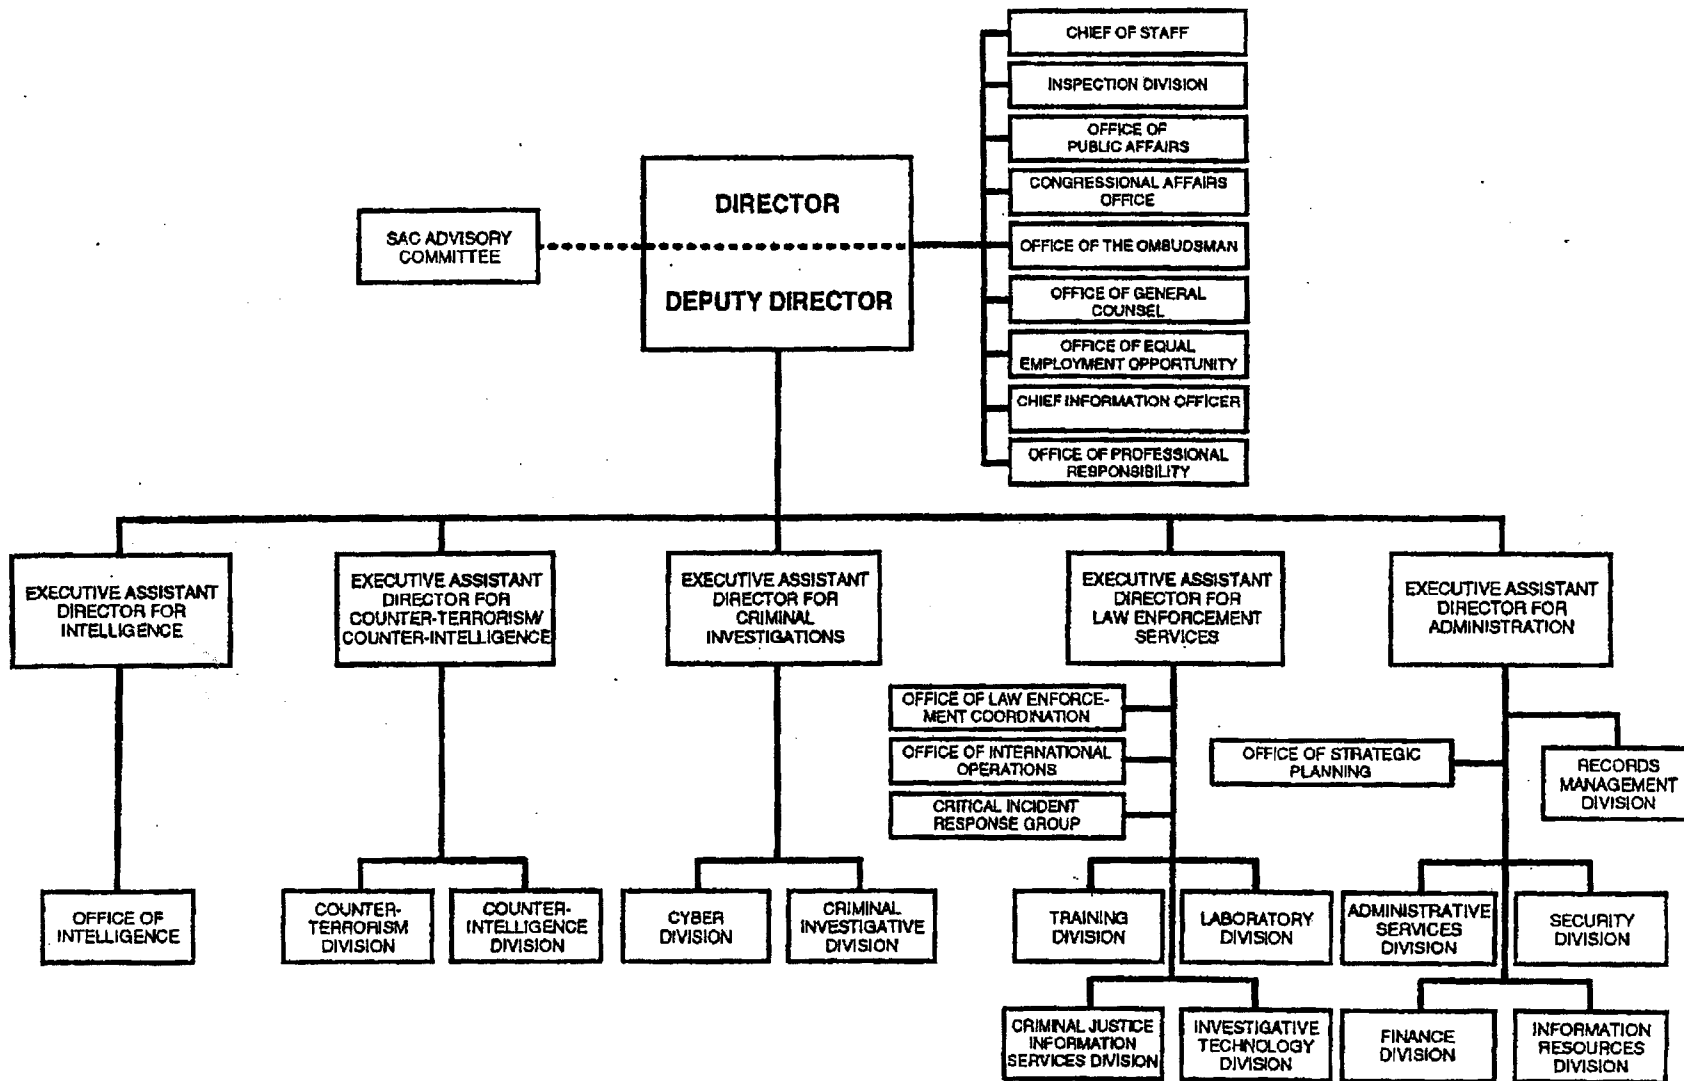 CHIEF OF STAFF
INSPECTION DIVISION
OFFICE OF
PUBLIC AFFAIRS
CONGRESSIONAL AFFAIRS
OFFICE
OFFICE OF THE OMBUDSMAN
OFFICE OF GENERAL
COUNSEL
OFFICE OF EQUAL
EMPLOYMENT OPPORTUNITY
CHIEF INFORMATION OFFICER
OFFICE OF PROFESSIONAL
RESPONSIBILITY
DIRECTOR
DEPUTY DIRECTOR
SAC ADVISORY
COMMITTEE
EXECUTIVE ASSISTANT
DIRECTOR FOR
INTELLIGENCE
EXECUTIVE ASSISTANT
DIRECTOR FOR
COUNTER-TERRORISM/
COUNTER-INTELLIGENCE
EXECUTIVE ASSISTANT
DIRECTOR FOR
CRIMINAL
INVESTIGATIONS
EXECUTIVE ASSISTANT
DIRECTOR FOR
LAW ENFORCEMENT
SERVICES
EXECUTIVE ASSISTANT
DIRECTOR FOR
ADMINISTRATION
OFFICE OF LAW ENFORCE-
MENT COORDINATION
OFFICE OF INTERNATIONAL
OPERATIONS
CRITICAL INCIDENT
RESPONSE GROUP
OFFICE OF STRATEGIC
PLANNING
RECORDS
MANAGEMENT
DIVISION
OFFICE OF
INTELLIGENCE
COUNTER-
TERRORISM
DIVISION
COUNTER-
INTELLIGENCE
DIVISION
CYBER
DIVISION
CRIMINAL
INVESTIGATIVE
DIVISION
TRAINING
DIVISION
LABORATORY
DIVISION
ADMINISTRATIVE
SERVICES
DIVISION
SECURITY
DIVISION
CRIMINAL JUSTICE
INFORMATION
SERVICES DIVISION
INVESTIGATIVE
TECHNOLOGY
DIVISION
FINANCE
DIVISION
INFORMATION
RESOURCES
DIVISION